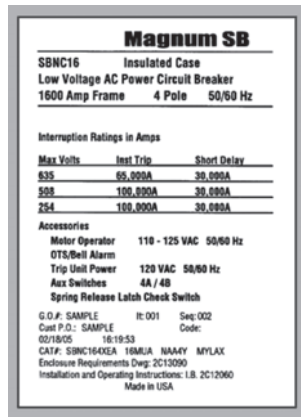 Magnum SB
SBNC16 Insulated Case
Low Voltage AC Power Circuit Breaker
1600 Amp Frame 4 Pole 50/60 Hz
Interruption Ratings in Amps
Max Volts Inst Trip Short Delay
635 65,000A 30,000A
508 100,000A 30,000A
254 100,000A 30,000A
Accessories
Motor Operator 110 - 125 VAC 50/60 Hz
OTS/Bell Alarm
Trip Unit Power 120 VAC 50/60 Hz
Aux Switches 4A / 4B
Spring Release Latch Check Switch
G.O.#: SAMPLE It: 001 Seq: 002
Cust P.O.: SAMPLE Code:
02/18/05 16:19:53
CAT#: SBNC164XEA 16MUA NAA4Y MYLAX
Enclosure Requirements Dwg: 2C13090
Installation and Operating Instructions: I.B. 2C12060
Made in USA